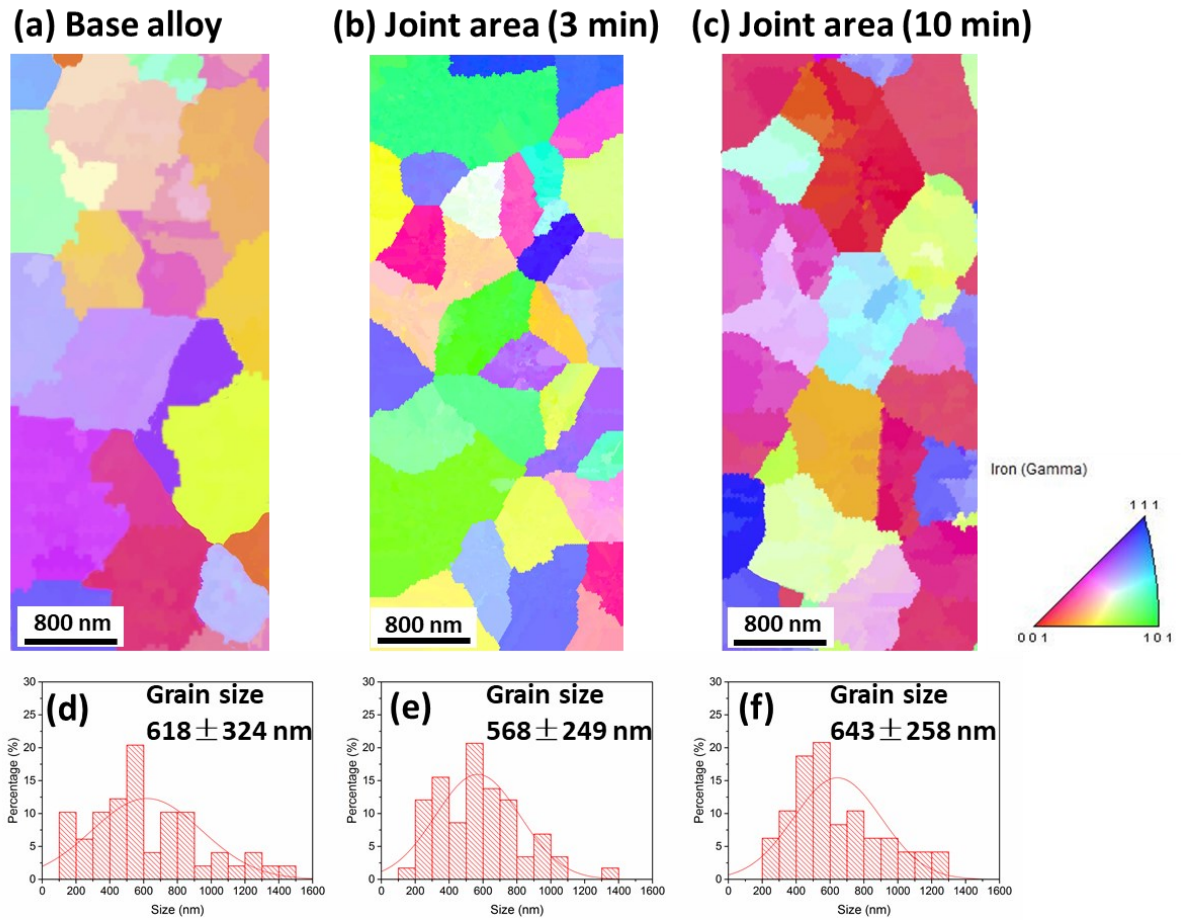 (a) Base alloy
(b) Joint area (3 min)
(c) Joint area (10 min)
800 nm
800 nm
800 nm
Iron (Gamma)
1 1 1
0 0 1
1 0 1
(d)
Grain size
618 ± 324 nm
30
25
20
15
10
5
0
Percentage (%)
0 200 400 600 800 1000 1200 1400 1600
Size (nm)
(e)
Grain size
568 ± 249 nm
30
25
20
15
10
5
0
Percentage (%)
0 200 400 600 800 1000 1200 1400 1600
Size (nm)
(f)
Grain size
643 ± 258 nm
30
25
20
15
10
5
0
Percentage (%)
0 200 400 600 800 1000 1200 1400 1600
Size (nm)